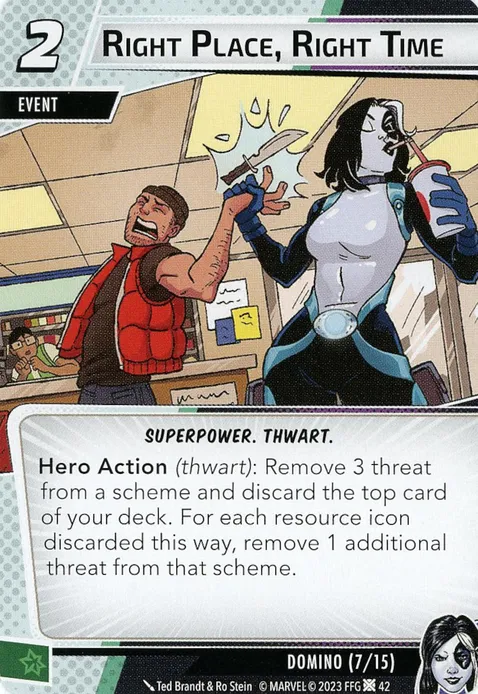 2
RIGHT PLACE, RIGHT TIME
EVENT
SUPERPOWER. THWART.
Hero Action (thwart): Remove 3 threat
from a scheme and discard the top card
of your deck. For each resource icon
discarded this way, remove 1 additional
threat from that scheme.
DOMINO (7/15)
Ted Brandt & Ro Stein © MARVEL © 2023 FFG 42